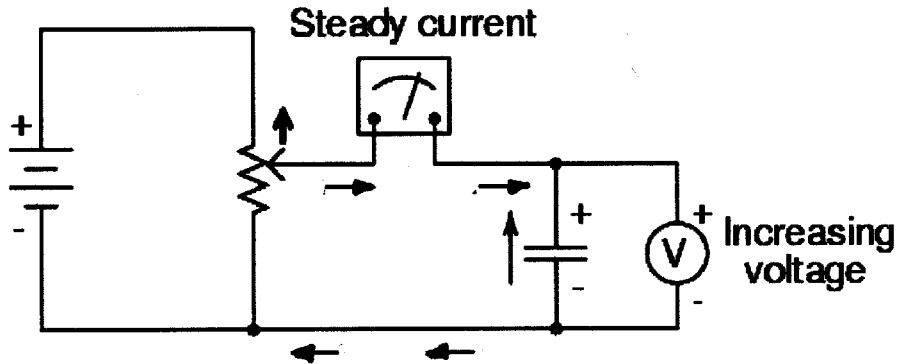 Steady current
+
-
+
-
V
+
-
Increasing
voltage